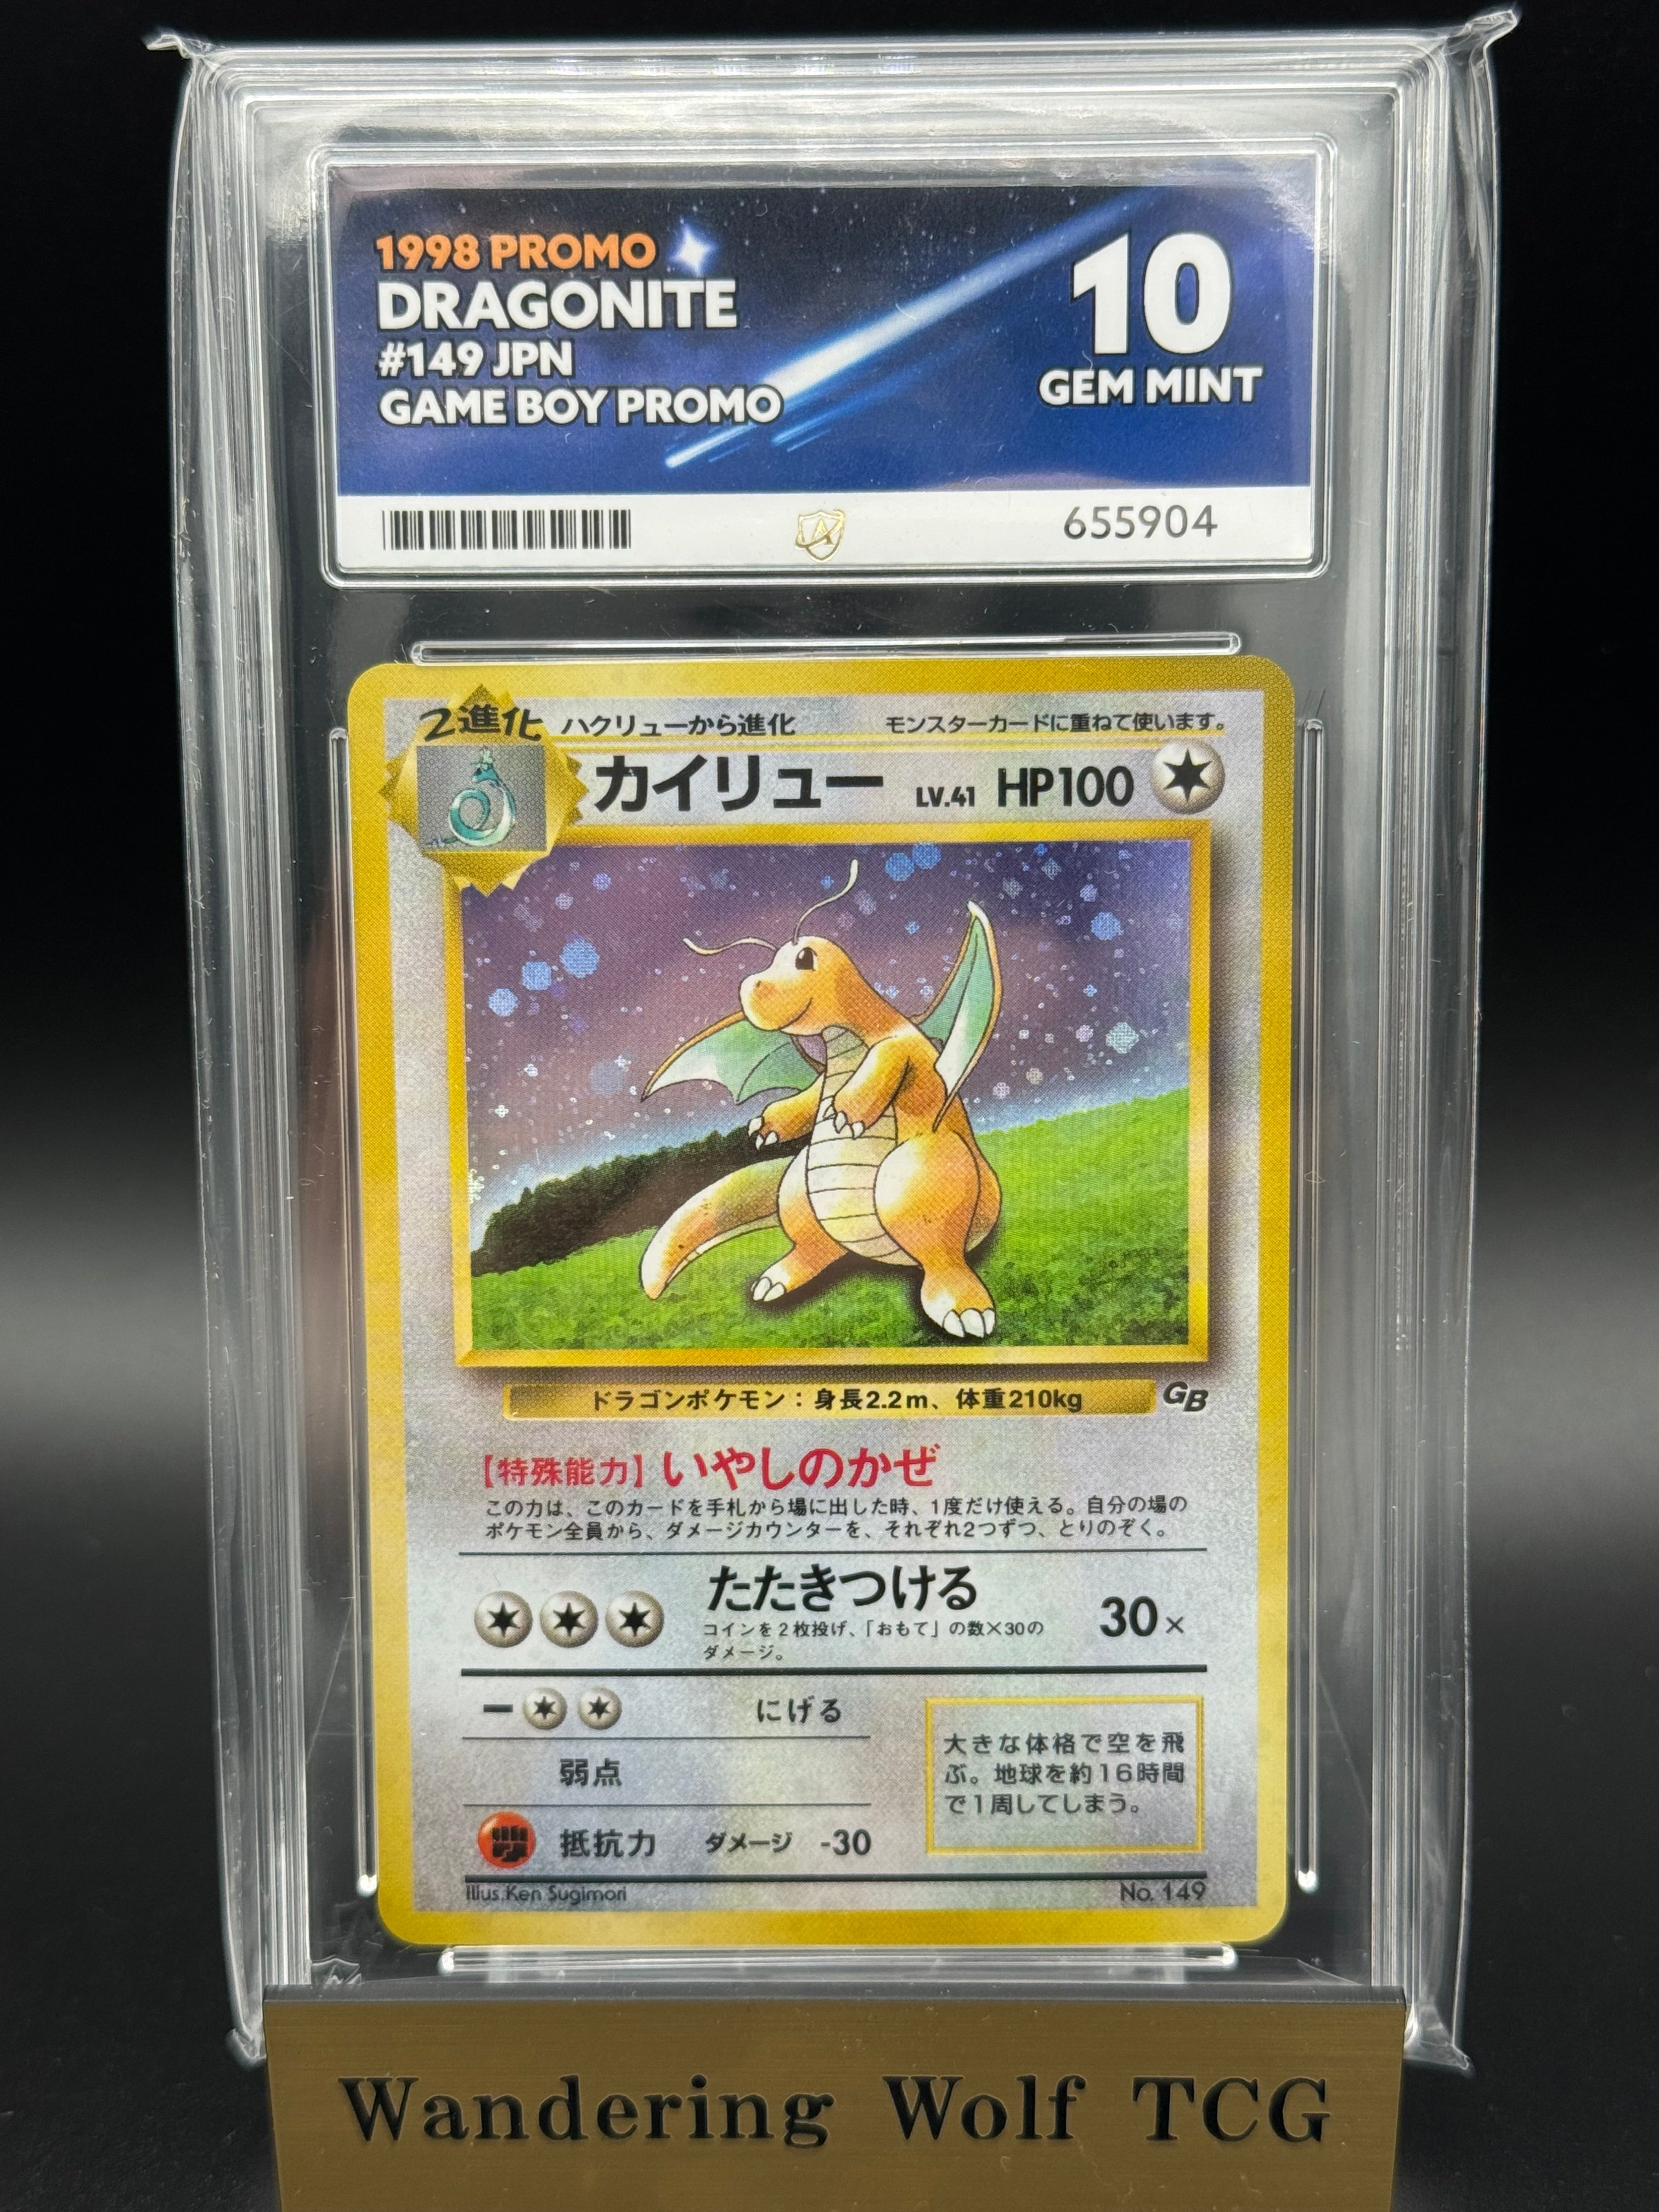 1998 PROMO
DRAGONITE
#149 JPN
GAME BOY PROMO
10
GEM MINT
655904
2進化 ハクリューから進化 モンスターカードに重ねて使います。
カイリュー LV.41 HP100
ドラゴンポケモン：身長2.2m、体重210kg GB
【特殊能力】いやしのかぜ
この力は、このカードを手札から場に出した時、1度だけ使える。自分の場の
ポケモン全員から、ダメージカウンターを、それぞれ2つずつ、とりのぞく。
たたきつける 30×
コインを2枚投げ、「おもて」の数×30の
ダメージ。
にげる
弱点
抵抗力 ダメージ -30
大きな体格で空を飛
ぶ。地球を約16時間
で1周してしまう。
Illus.Ken Sugimori No. 149
Wandering Wolf TCG